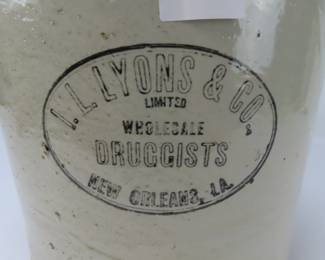 I. L. LYONS & CO.
LIMITED
WHOLESALE
DRUGGISTS
NEW ORLEANS, LA.